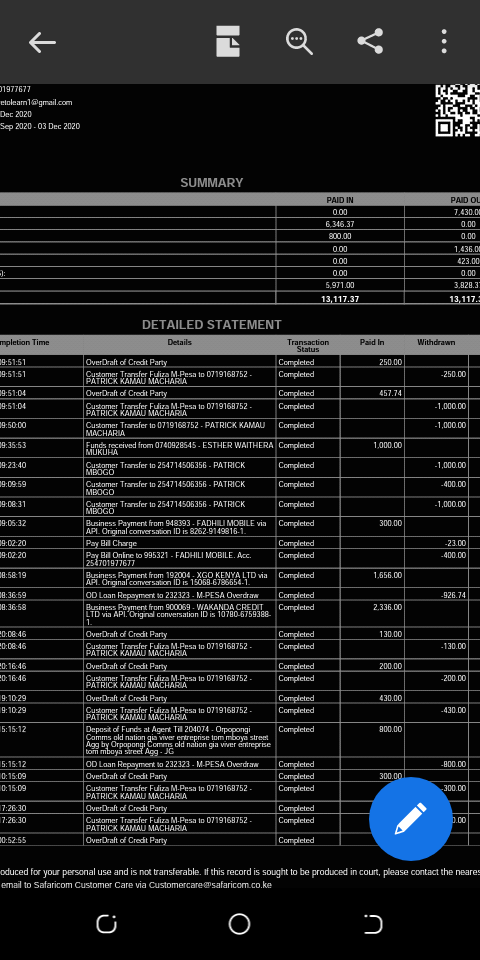 01977677
etolearn1@gmail.com
Dec 2020
Sep 2020 - 03 Dec 2020
SUMMARY
PAID IN PAID OU
0.00 7,430.0
6,346.37 0.00
800.00 0.00
0.00 1,436.0
0.00 423.00
): 0.00 0.00
5,971.00 3,828.3
13,117.37 13,117.
DETAILED STATEMENT
mpletion Time Details Transaction Status Paid In Withdrawn
09:51:51 OverDraft of Credit Party Completed 250.00
09:51:51 Customer Transfer Fuliza M-Pesa to 0719168752 - Completed -250.00
PATRICK KAMAU MACHARIA
09:51:04 OverDraft of Credit Party Completed 457.74
09:51:04 Customer Transfer Fuliza M-Pesa to 0719168752 - Completed -1,000.00
PATRICK KAMAU MACHARIA
09:50:00 Customer Transfer to 0719168752 - PATRICK KAMAU Completed -1,000.00
MACHARIA
09:35:53 Funds received from 0740928545 - ESTHER WAITHERA Completed 1,000.00
MUKUHA
09:23:40 Customer Transfer to 254714506356 - PATRICK Completed -1,000.00
MBOGO
09:09:59 Customer Transfer to 254714506356 - PATRICK Completed -400.00
MBOGO
09:08:31 Customer Transfer to 254714506356 - PATRICK Completed -1,000.00
MBOGO
09:05:32 Business Payment from 948393 - FADHILI MOBILE via Completed 300.00
API. Original conversation ID is 8262-9149816-1.
09:02:20 Pay Bill Charge Completed -23.00
09:02:20 Pay Bill Online to 995321 - FADHILI MOBILE. Acc. Completed -400.00
254701977677
08:58:19 Business Payment from 192004 - XGO KENYA LTD via Completed 1,656.00
API. Original conversation ID is 15068-6786654-1.
08:36:59 OD Loan Repayment to 232323 - M-PESA Overdraw Completed -926.74
08:36:58 Business Payment from 900069 - WAKANDA CREDIT Completed 2,336.00
LTD via API. Original conversation ID is 10780-6759388-
1.
20:08:46 OverDraft of Credit Party Completed 130.00
20:08:46 Customer Transfer Fuliza M-Pesa to 0719168752 - Completed -130.00
PATRICK KAMAU MACHARIA
20:16:46 OverDraft of Credit Party Completed 200.00
20:16:46 Customer Transfer Fuliza M-Pesa to 0719168752 - Completed -200.00
PATRICK KAMAU MACHARIA
19:10:29 OverDraft of Credit Party Completed 430.00
19:10:29 Customer Transfer Fuliza M-Pesa to 0719168752 - Completed -430.00
PATRICK KAMAU MACHARIA
15:15:12 Deposit of Funds at Agent Till 204074 - Orpopongi Completed 800.00
Comms old nation gia viver entreprise tom mboya street
Agg by Orpopongi Comms old nation gia viver entreprise
tom mboya street Agg - JG
15:15:12 OD Loan Repayment to 232323 - M-PESA Overdraw Completed -800.00
10:15:09 OverDraft of Credit Party Completed 300.00
10:15:09 Customer Transfer Fuliza M-Pesa to 0719168752 - Completed -300.00
PATRICK KAMAU MACHARIA
17:26:30 OverDraft of Credit Party Completed
17:26:30 Customer Transfer Fuliza M-Pesa to 0719168752 - Completed 0.00
PATRICK KAMAU MACHARIA
00:52:55 OverDraft of Credit Party Completed
oduced for your personal use and is not transferable. If this record is sought to be produced in court, please contact the neares
email to Safaricom Customer Care via Customercare@safaricom.co.ke